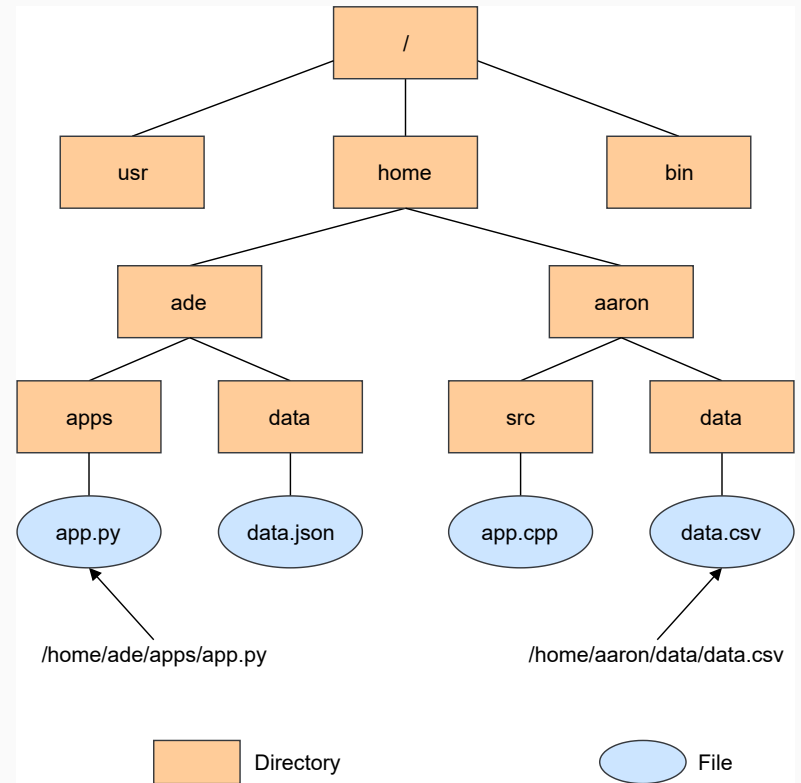 /
usr
home
bin
ade
aaron
apps
data
src
data
app.py
data.json
app.cpp
data.csv
/home/ade/apps/app.py
/home/aaron/data/data.csv
Directory
File